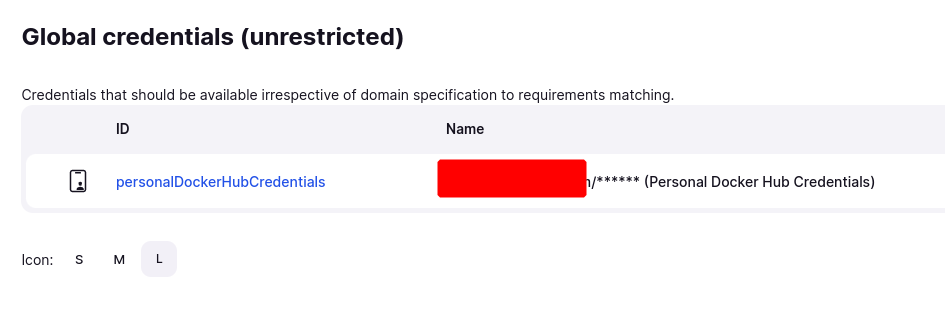 Global credentials (unrestricted)
Credentials that should be available irrespective of domain specification to requirements matching.
ID Name
personalDockerHubCredentials /****** (Personal Docker Hub Credentials)
Icon: S M L